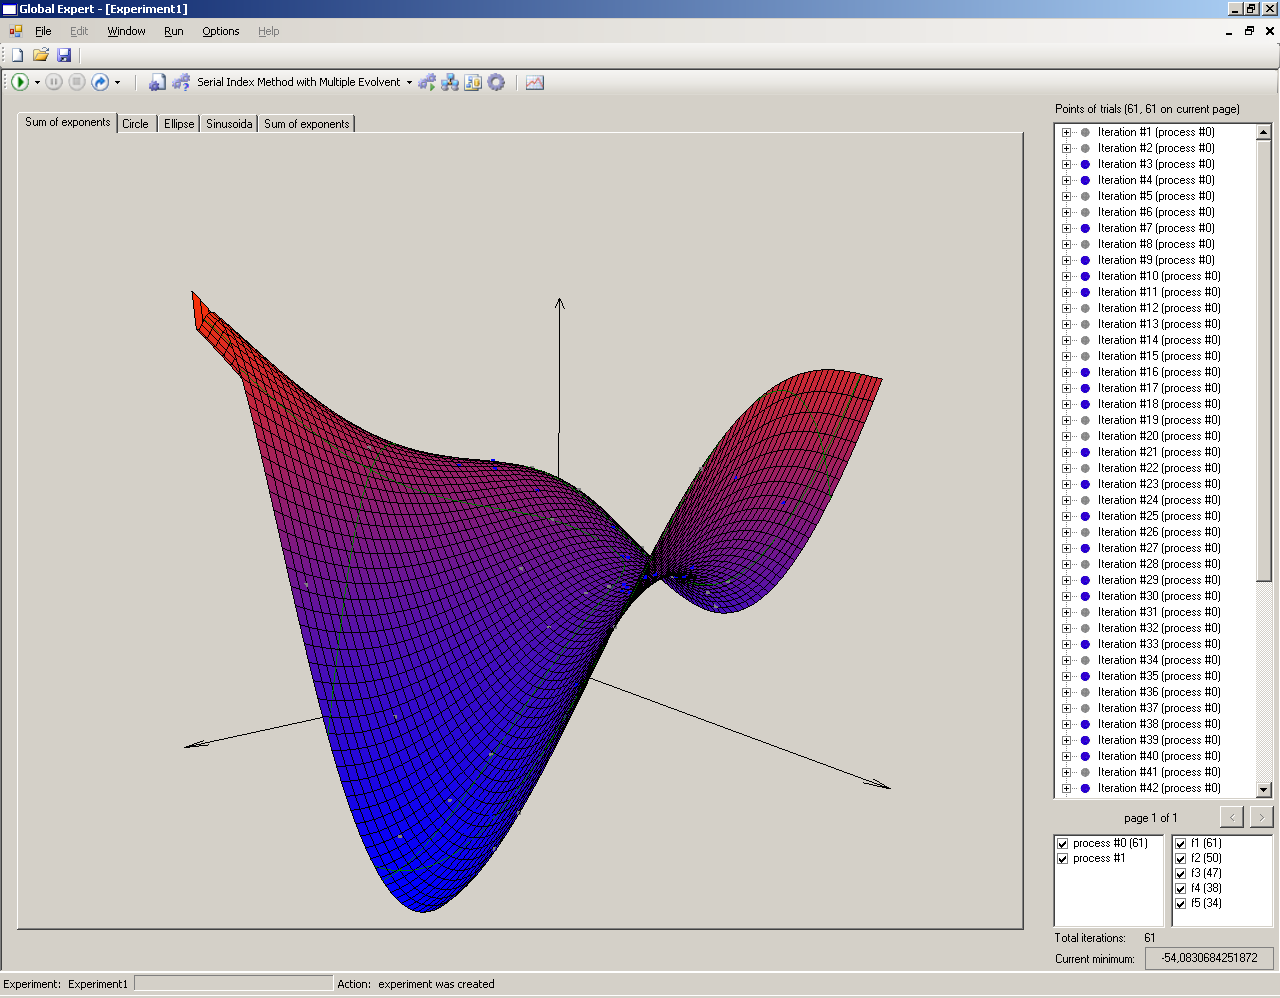 Global Expert - [Experiment1]
File Edit Window Run Options Help
Serial Index Method with Multiple Evolvent
Sum of exponents Circle Ellipse Sinusoida Sum of exponents
Points of trials (61, 61 on current page)
Iteration #1 (process #0)
Iteration #2 (process #0)
Iteration #3 (process #0)
Iteration #4 (process #0)
Iteration #5 (process #0)
Iteration #6 (process #0)
Iteration #7 (process #0)
Iteration #8 (process #0)
Iteration #9 (process #0)
Iteration #10 (process #0)
Iteration #11 (process #0)
Iteration #12 (process #0)
Iteration #13 (process #0)
Iteration #14 (process #0)
Iteration #15 (process #0)
Iteration #16 (process #0)
Iteration #17 (process #0)
Iteration #18 (process #0)
Iteration #19 (process #0)
Iteration #20 (process #0)
Iteration #21 (process #0)
Iteration #22 (process #0)
Iteration #23 (process #0)
Iteration #24 (process #0)
Iteration #25 (process #0)
Iteration #26 (process #0)
Iteration #27 (process #0)
Iteration #28 (process #0)
Iteration #29 (process #0)
Iteration #30 (process #0)
Iteration #31 (process #0)
Iteration #32 (process #0)
Iteration #33 (process #0)
Iteration #34 (process #0)
Iteration #35 (process #0)
Iteration #36 (process #0)
Iteration #37 (process #0)
Iteration #38 (process #0)
Iteration #39 (process #0)
Iteration #40 (process #0)
Iteration #41 (process #0)
Iteration #42 (process #0)
page 1 of 1
process #0 (61)
process #1
f1 (61)
f2 (50)
f3 (47)
f4 (38)
f5 (34)
Total iterations: 61
Current minimum: -54,0830684251872
Experiment: Experiment1 Action: experiment was created